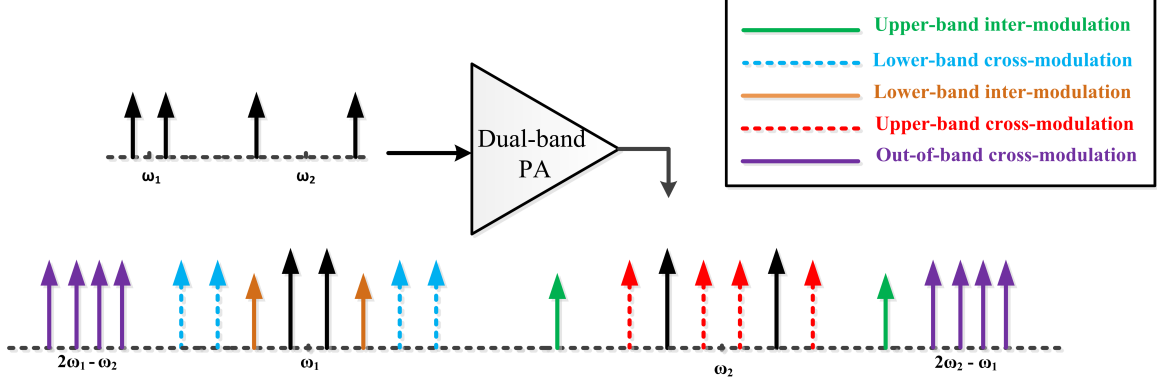 Upper-band inter-modulation
Lower-band cross-modulation
Lower-band inter-modulation
Upper-band cross-modulation
Out-of-band cross-modulation
Dual-band
PA
ω1
ω2
2ω1 - ω2
ω1
ω2
2ω2 - ω1